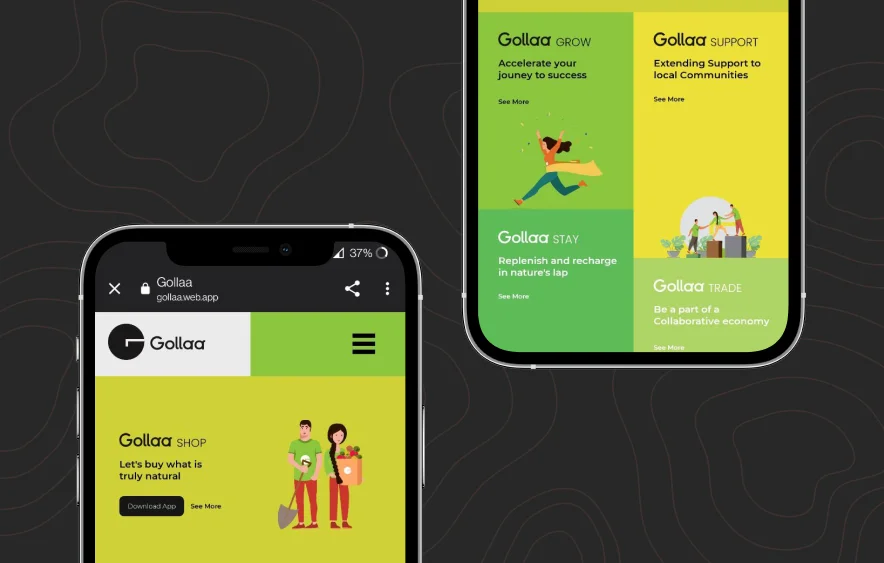 37%
Gollaa
gollaa.web.app
Gollaa
Gollaa SHOP
Let's buy what is
truly natural
Download App
See More
Gollaa GROW
Accelerate your
jouney to success
See More
Gollaa SUPPORT
Extending Support to
local Communities
See More
Gollaa STAY
Replenish and recharge
in nature's lap
See More
Gollaa TRADE
Be a part of a
Collaborative economy
See More